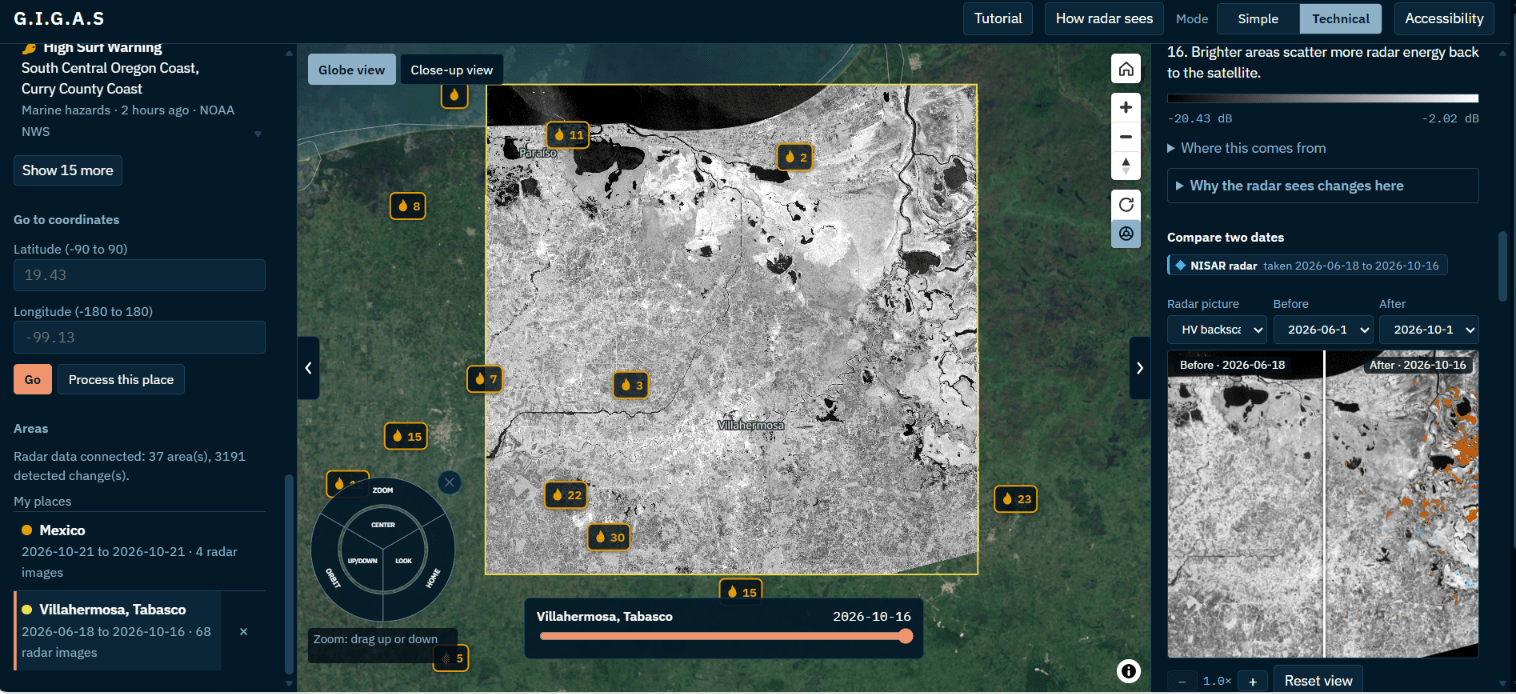 G.I.G.A.S
Tutorial
How radar sees
Mode
Simple
Technical
Accessibility
High Surf Warning
South Central Oregon Coast,
Curry County Coast
Marine hazards · 2 hours ago · NOAA
NWS
Show 15 more
Go to coordinates
Latitude (-90 to 90)
19.43
Longitude (-180 to 180)
-99.13
Go
Process this place
Areas
Radar data connected: 37 area(s), 3191
detected change(s).
My places
Mexico
2026-10-21 to 2026-10-21 · 4 radar
images
Villahermosa, Tabasco
2026-06-18 to 2026-10-16 · 68
radar images
×
Globe view
Close-up view
11
Paraíso
2
8
7
3
15
Villahermosa
22
23
30
15
5
ZOOM
CENTER
UP/DOWN
LOOK
ORBIT
HOME
Zoom: drag up or down
Villahermosa, Tabasco
2026-10-16
16. Brighter areas scatter more radar energy back
to the satellite.
-20.43 dB
-2.02 dB
Where this comes from
Why the radar sees changes here
Compare two dates
NISAR radar taken 2026-06-18 to 2026-10-16
Radar picture
Before
After
HV backsca
2026-06-1
2026-10-1
Before · 2026-06-18
After · 2026-10-16
−
1.0×
+
Reset view